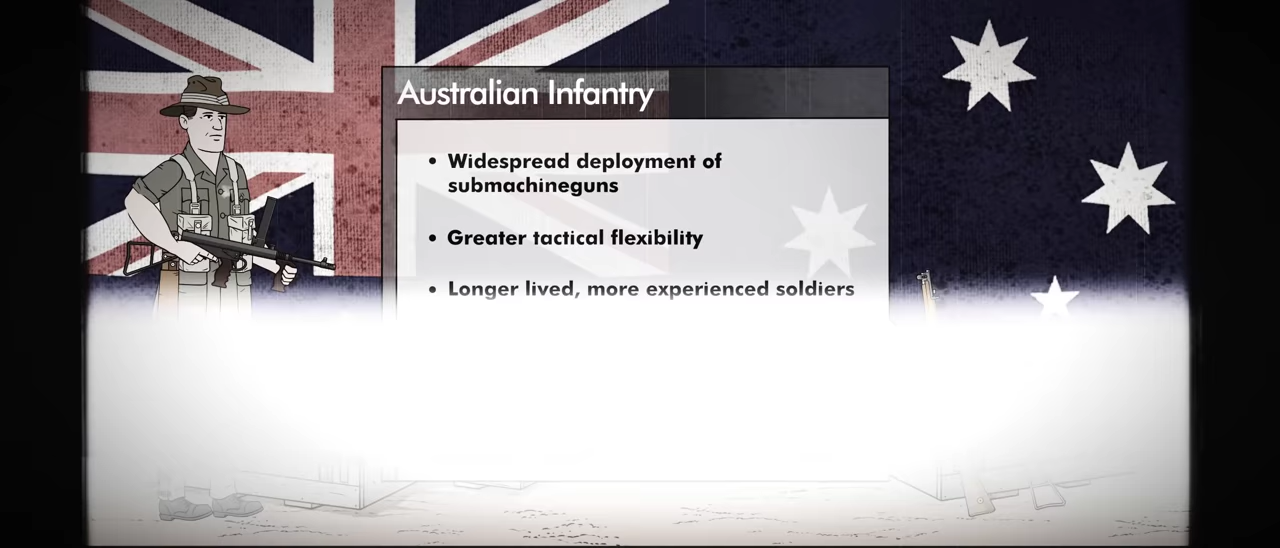 Australian Infantry
• Widespread deployment of
submachineguns
• Greater tactical flexibility
• Longer lived, more experienced soldiers